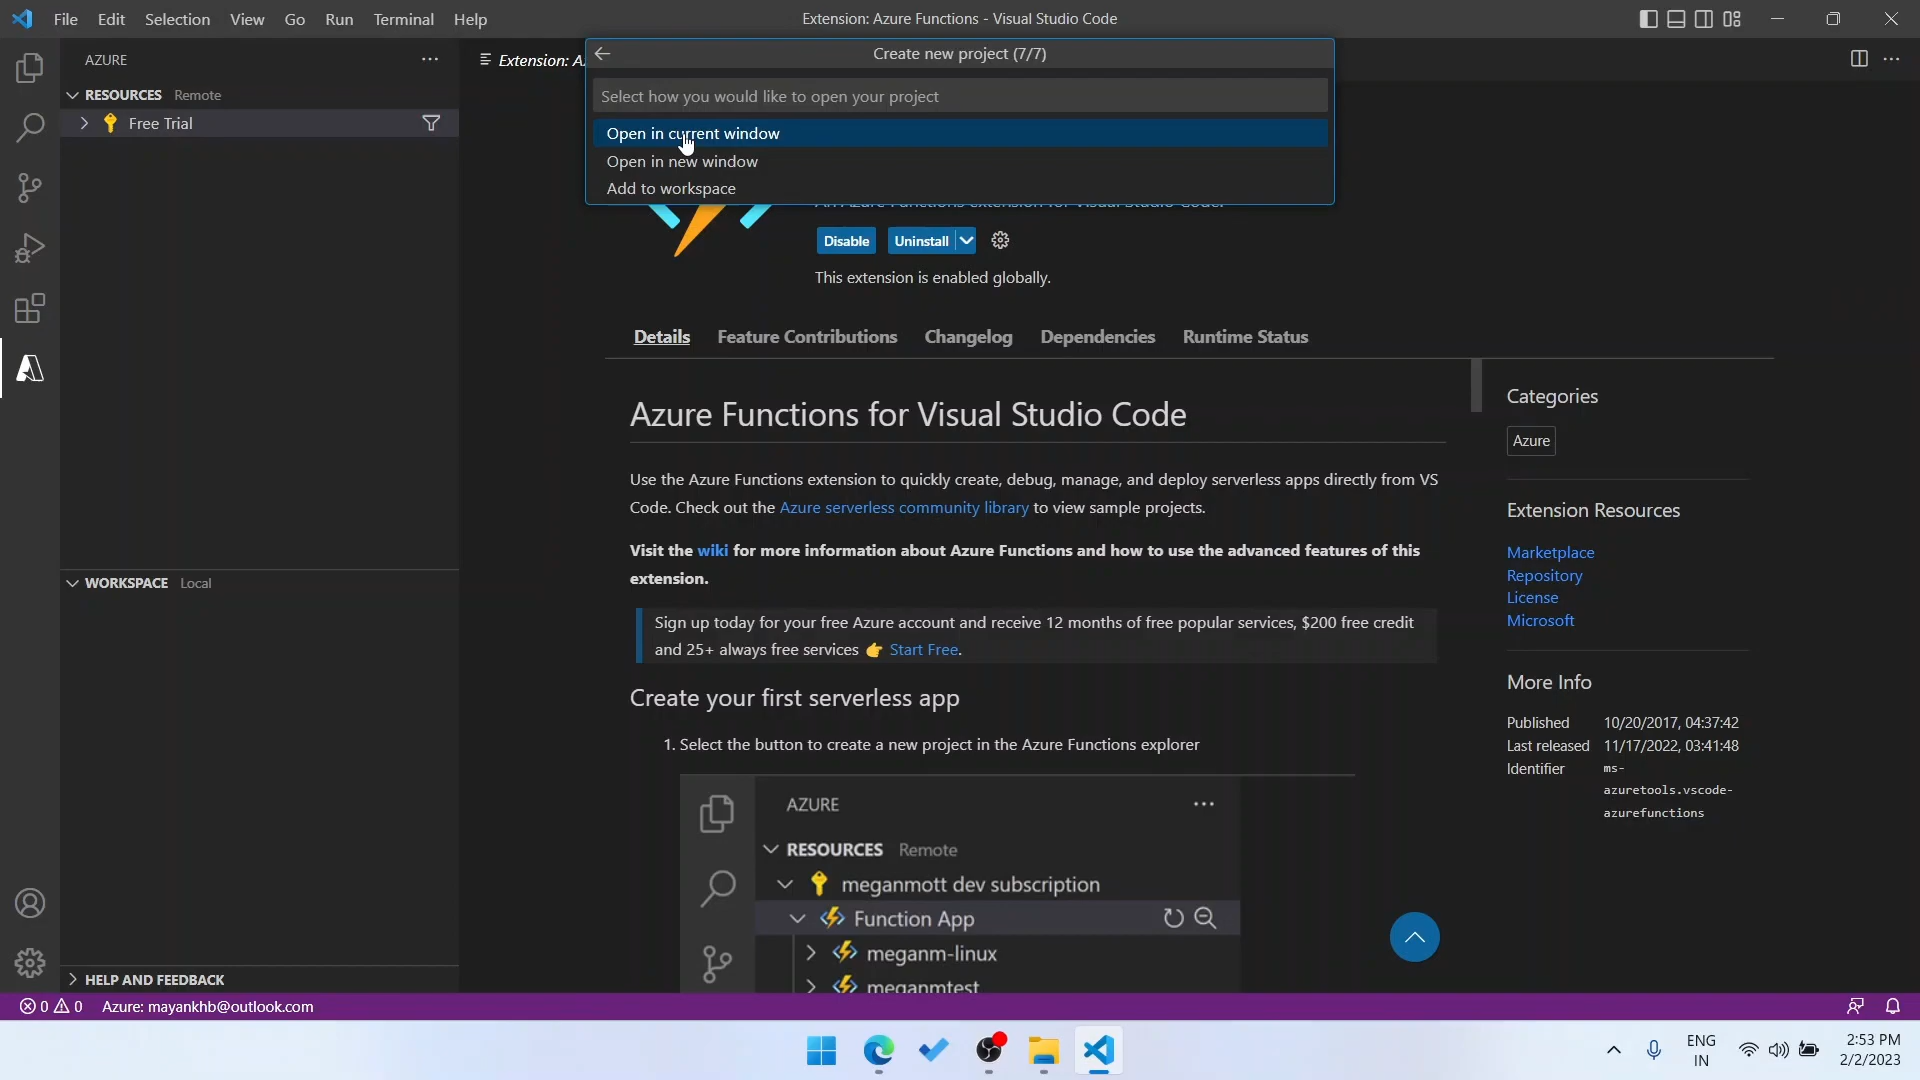 File Edit Selection View Go Run Terminal Help
Extension: Azure Functions - Visual Studio Code
AZURE
RESOURCES Remote
Free Trial
WORKSPACE Local
HELP AND FEEDBACK
Extension: A
Create new project (7/7)
Select how you would like to open your project
Open in current window
Open in new window
Add to workspace
Disable Uninstall
This extension is enabled globally.
Details Feature Contributions Changelog Dependencies Runtime Status
Azure Functions for Visual Studio Code
Use the Azure Functions extension to quickly create, debug, manage, and deploy serverless apps directly from VS
Code. Check out the Azure serverless community library to view sample projects.
Visit the wiki for more information about Azure Functions and how to use the advanced features of this
extension.
Sign up today for your free Azure account and receive 12 months of free popular services, $200 free credit
and 25+ always free services 👉 Start Free.
Create your first serverless app
1. Select the button to create a new project in the Azure Functions explorer
AZURE
RESOURCES Remote
meganmott dev subscription
Function App
meganm-linux
meganmtest
Categories
Azure
Extension Resources
Marketplace
Repository
License
Microsoft
More Info
Published 10/20/2017, 04:37:42
Last released 11/17/2022, 03:41:48
Identifier ms-
azuretools.vscode-
azurefunctions
0 0 Azure: mayankhb@outlook.com
ENG
IN
2:53 PM
2/2/2023